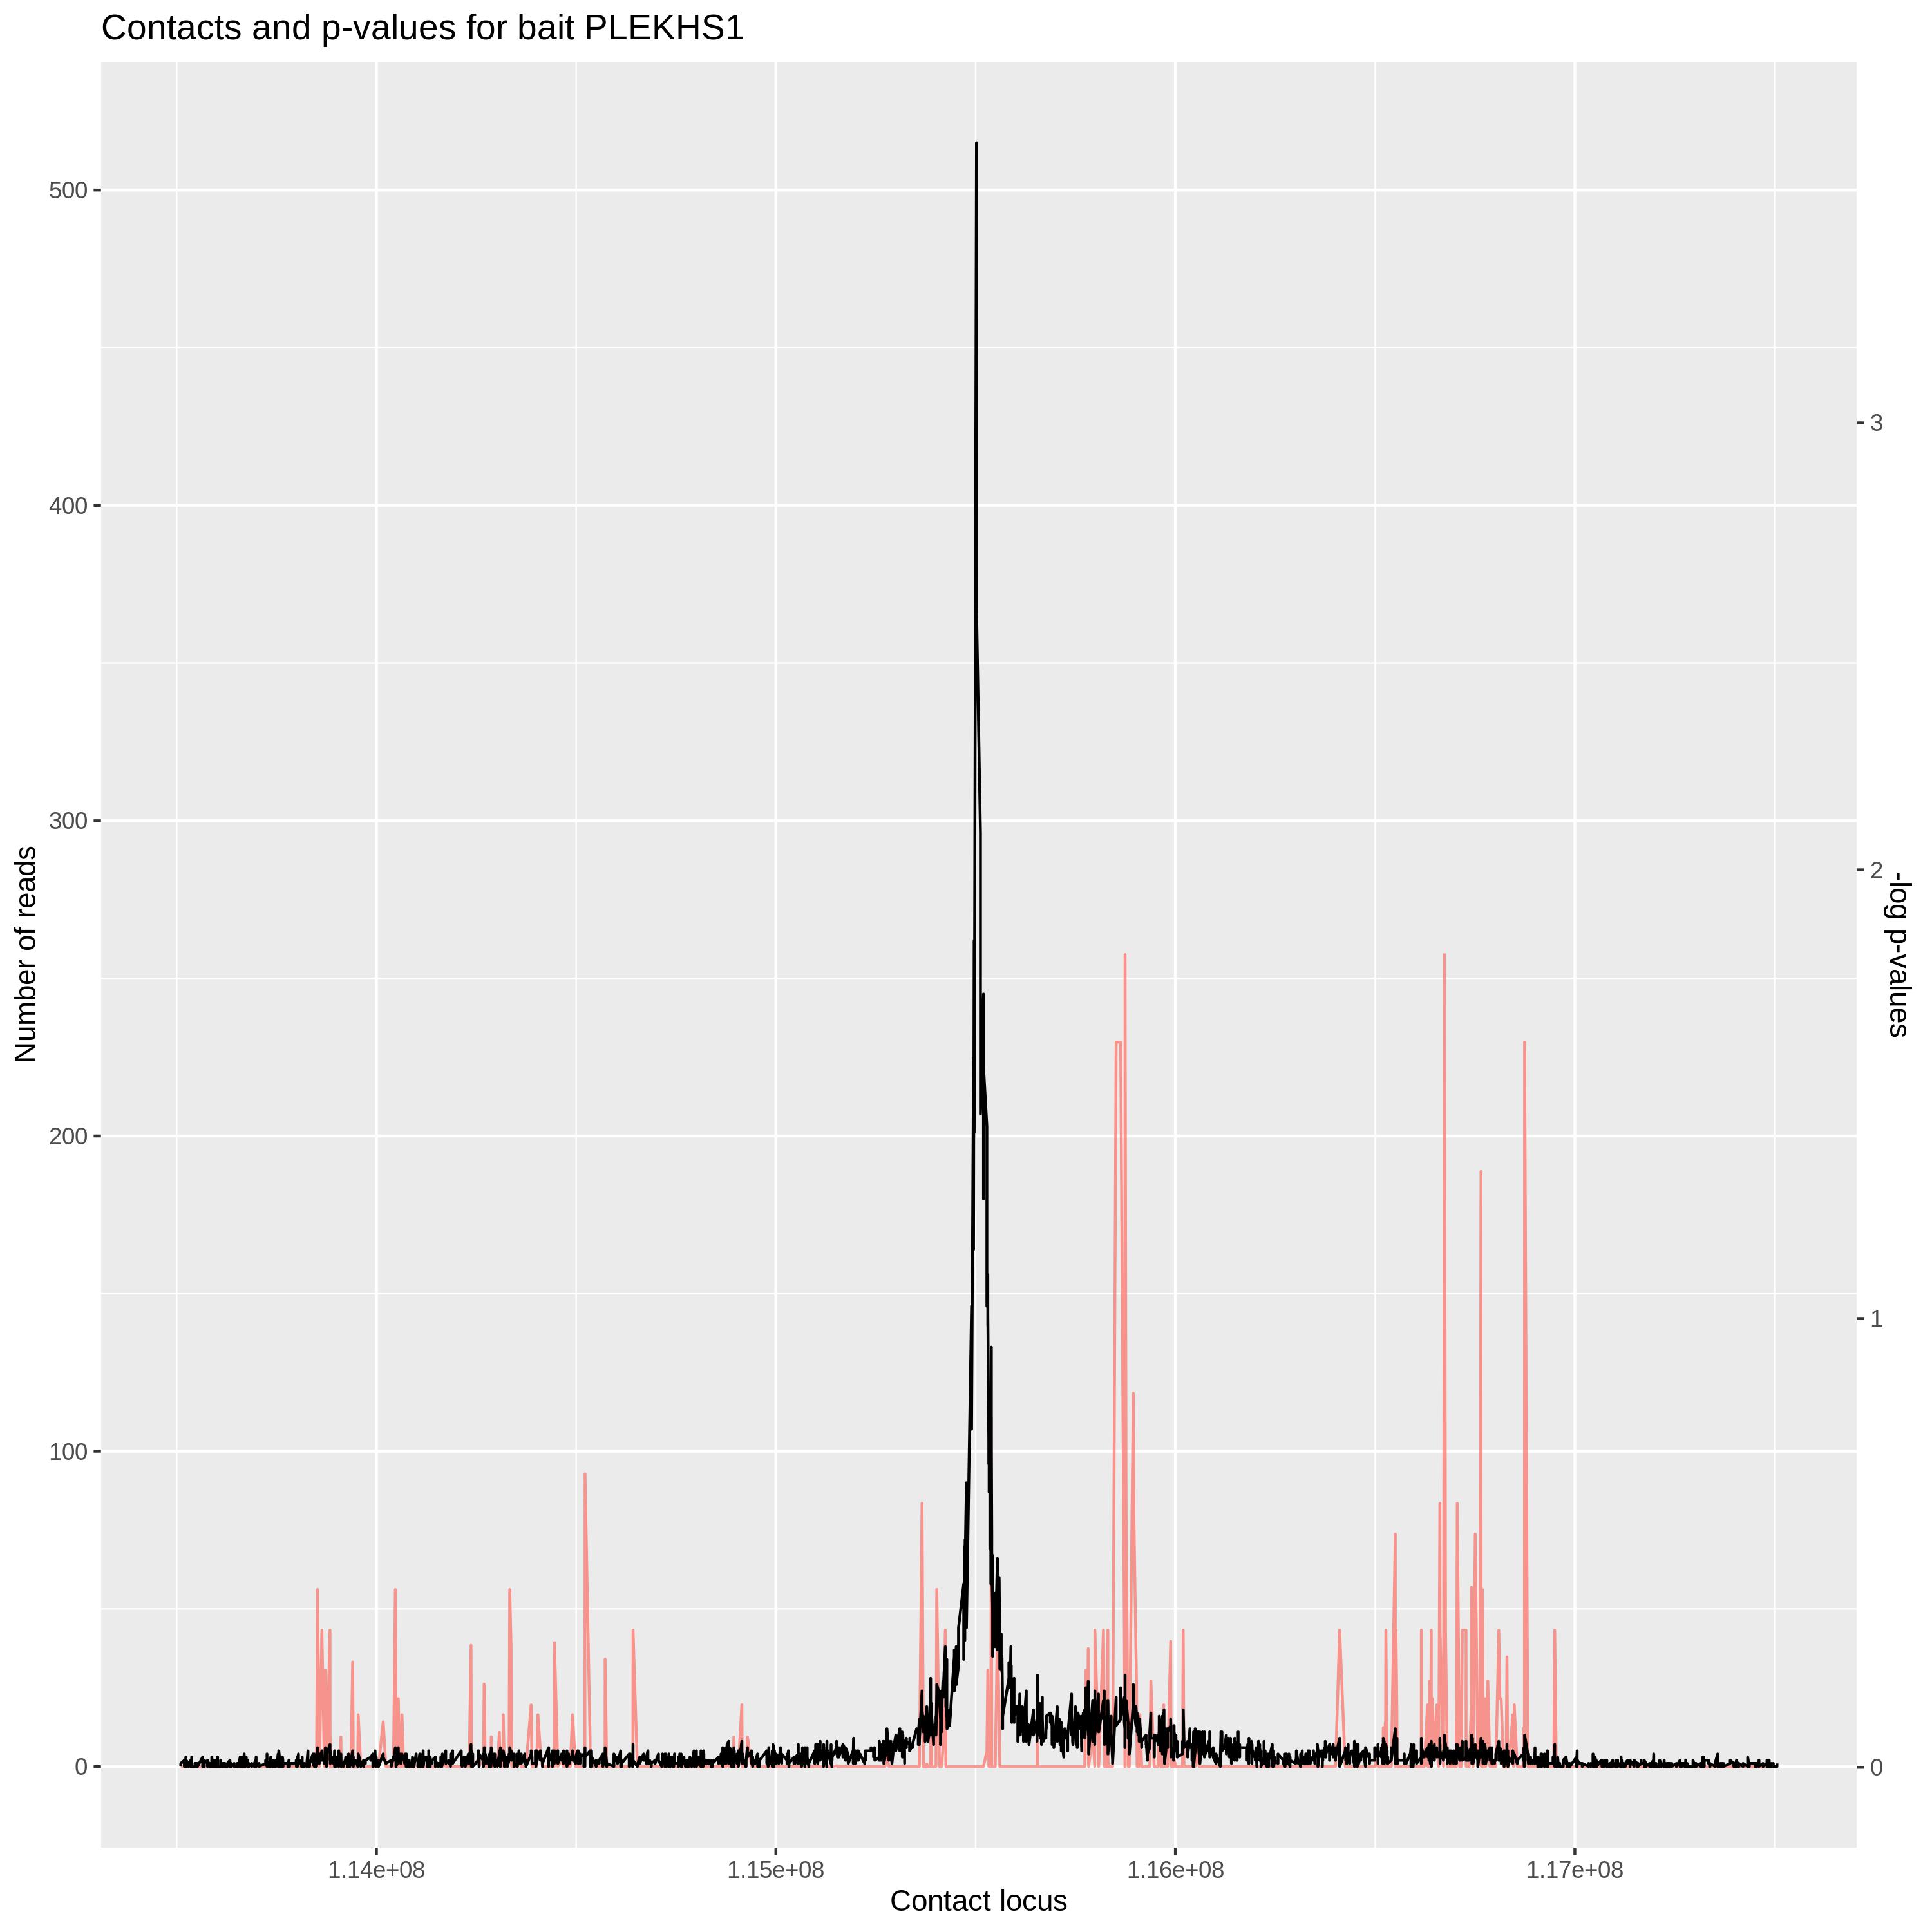 Contacts and p-values for bait PLEKHS1
500
400
300
200
100
0
Number of reads
3
2
1
0
-log p-values
1.14e+08
1.15e+08
1.16e+08
1.17e+08
Contact locus